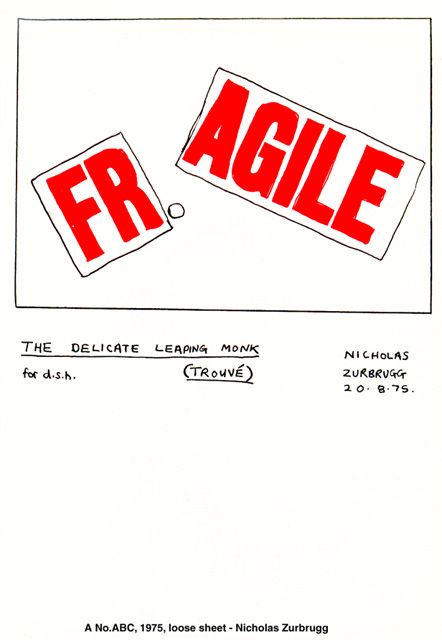 FR.
AGILE
THE DELICATE LEAPING MONK
for d.s.h.
(TROUVÉ)
NICHOLAS
ZURBRUGG
20.8.75.
A No.ABC, 1975, loose sheet - Nicholas Zurbrugg